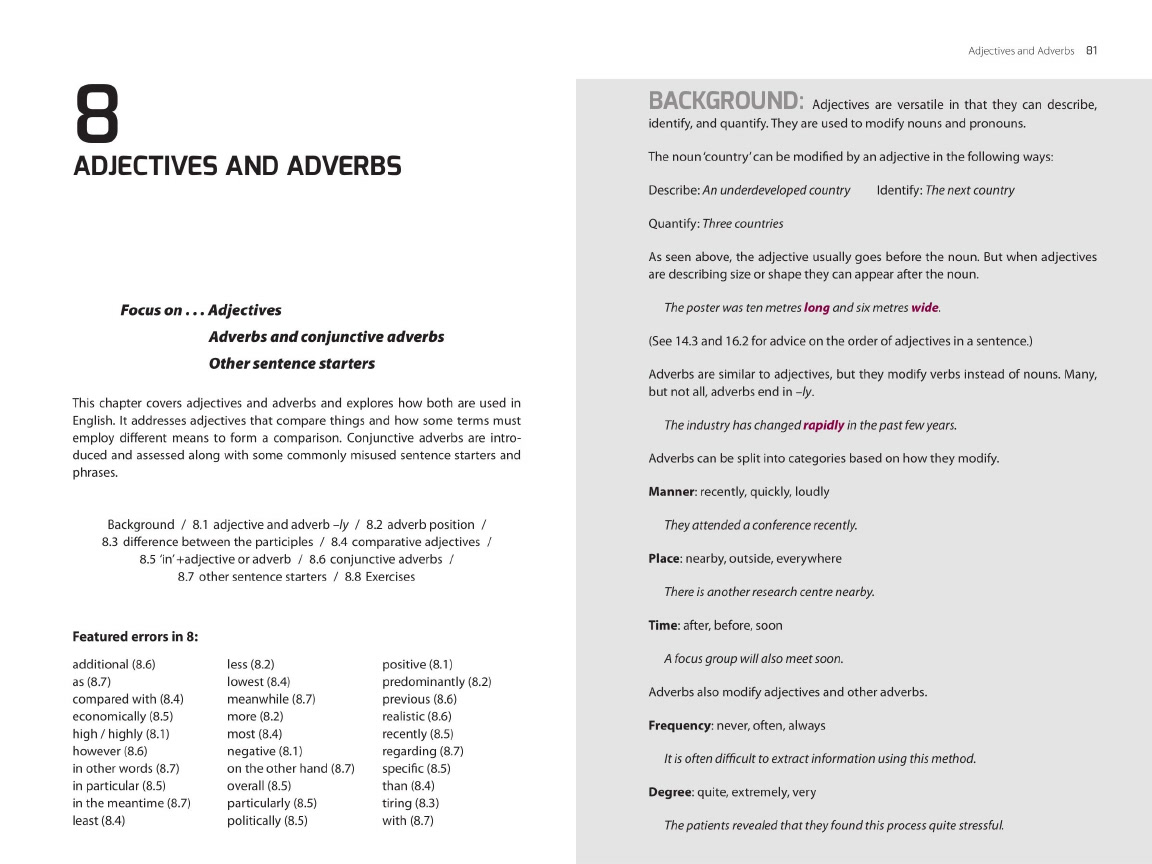 8
ADJECTIVES AND ADVERBS
Focus on . . . Adjectives
Adverbs and conjunctive adverbs
Other sentence starters
This chapter covers adjectives and adverbs and explores how both are used in
English. It addresses adjectives that compare things and how some terms must
employ different means to form a comparison. Conjunctive adverbs are intro-
duced and assessed along with some commonly misused sentence starters and
phrases.
Background / 8.1 adjective and adverb –ly / 8.2 adverb position /
8.3 difference between the participles / 8.4 comparative adjectives /
8.5 ‘in’+adjective or adverb / 8.6 conjunctive adverbs /
8.7 other sentence starters / 8.8 Exercises
Featured errors in 8:
additional (8.6)
as (8.7)
compared with (8.4)
economically (8.5)
high / highly (8.1)
however (8.6)
in other words (8.7)
in particular (8.5)
in the meantime (8.7)
least (8.4)
less (8.2)
lowest (8.4)
meanwhile (8.7)
more (8.2)
most (8.4)
negative (8.1)
on the other hand (8.7)
overall (8.5)
particularly (8.5)
politically (8.5)
positive (8.1)
predominantly (8.2)
previous (8.6)
realistic (8.6)
recently (8.5)
regarding (8.7)
specific (8.5)
than (8.4)
tiring (8.3)
with (8.7)
Adjectives and Adverbs 81
BACKGROUND: Adjectives are versatile in that they can describe,
identify, and quantify. They are used to modify nouns and pronouns.
The noun ‘country’ can be modified by an adjective in the following ways:
Describe: An underdeveloped country Identify: The next country
Quantify: Three countries
As seen above, the adjective usually goes before the noun. But when adjectives
are describing size or shape they can appear after the noun.
The poster was ten metres long and six metres wide.
(See 14.3 and 16.2 for advice on the order of adjectives in a sentence.)
Adverbs are similar to adjectives, but they modify verbs instead of nouns. Many,
but not all, adverbs end in –ly.
The industry has changed rapidly in the past few years.
Adverbs can be split into categories based on how they modify.
Manner: recently, quickly, loudly
They attended a conference recently.
Place: nearby, outside, everywhere
There is another research centre nearby.
Time: after, before, soon
A focus group will also meet soon.
Adverbs also modify adjectives and other adverbs.
Frequency: never, often, always
It is often difficult to extract information using this method.
Degree: quite, extremely, very
The patients revealed that they found this process quite stressful.